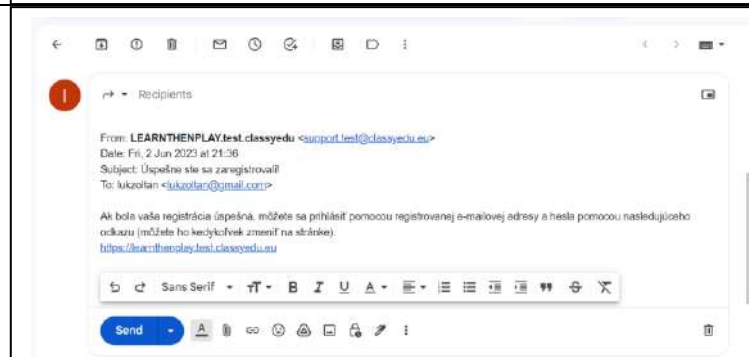 I
Recipients
From: LEARNTHENPLAY.test.classyedu <support.test@classyedu.eu>
Date: Fri, 2 Jun 2023 at 21:36
Subject: Úspešne ste sa zaregistrovali!
To: lukzoltan <lukzoltan@gmail.com>
Ak bola vaša registrácia úspešná, môžete sa prihlásiť pomocou registrovanej e-mailovej adresy a hesla pomocou nasledujúceho
odkazu (môžete ho kedykoľvek zmeniť na stránke).
https://learnthenplay.test.classyedu.eu
Sans Serif
Send